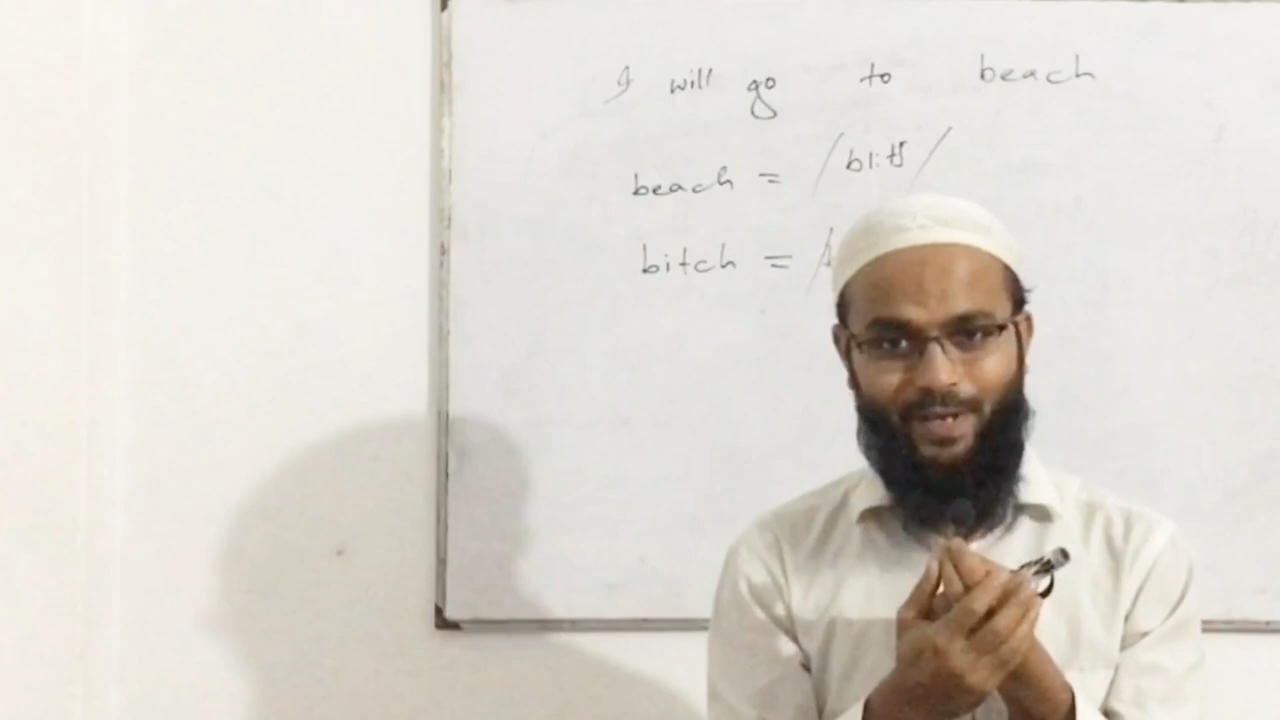 I will go to beach
beach = /bi:tʃ/
bitch = /